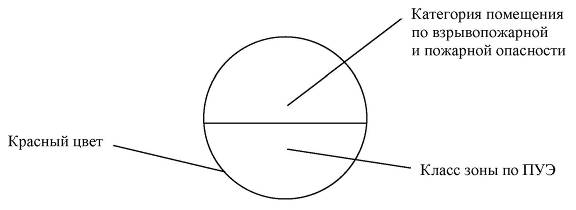 Категория помещения
по взрывопожарной
и пожарной опасности
Красный цвет
Класс зоны по ПУЭ